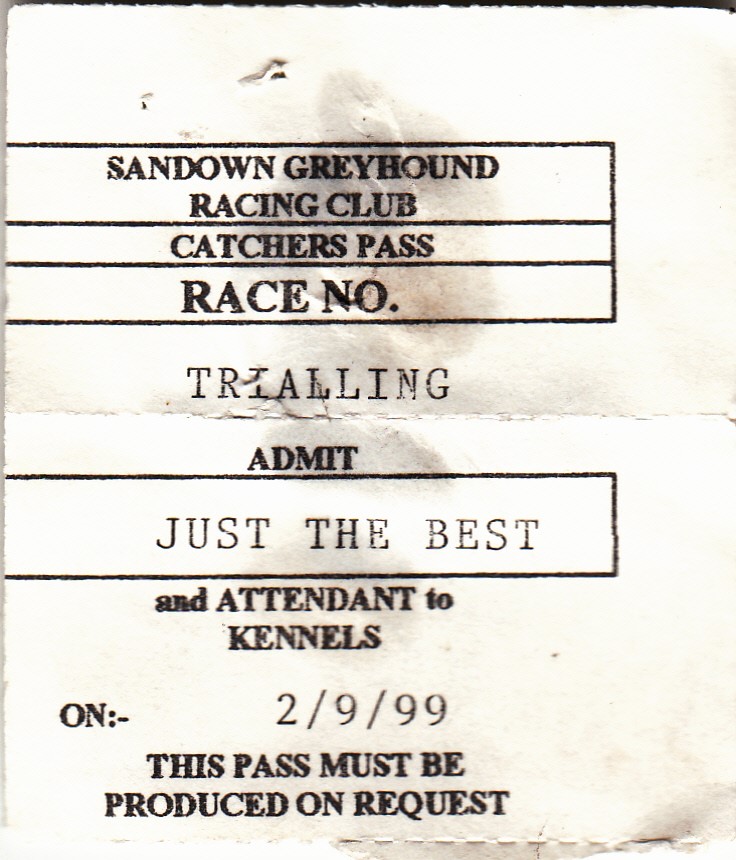 SANDOWN GREYHOUND
RACING CLUB
CATCHERS PASS
RACE NO.
TRIALLING
ADMIT
JUST THE BEST
and ATTENDANT to
KENNELS
ON:- 2/9/99
THIS PASS MUST BE
PRODUCED ON REQUEST